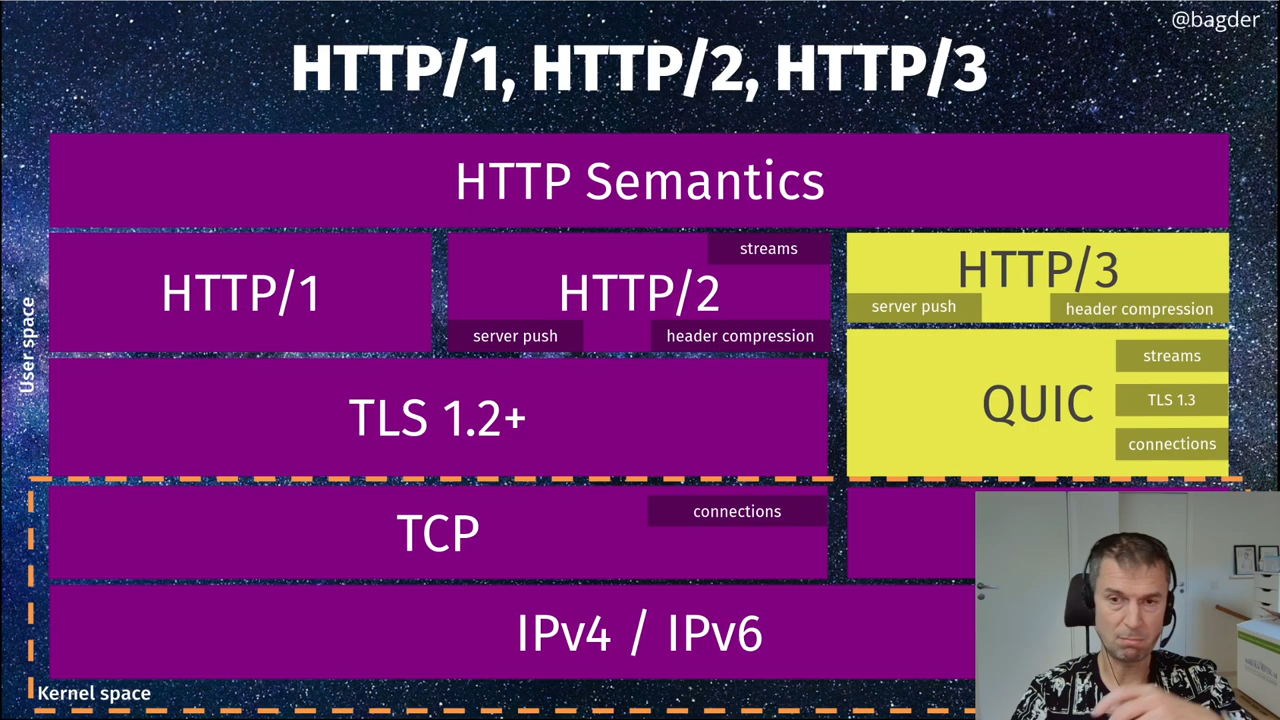 @bagder
HTTP/1, HTTP/2, HTTP/3
HTTP Semantics
HTTP/1
streams
HTTP/2
server push
header compression
HTTP/3
server push
header compression
User space
TLS 1.2+
QUIC
streams
TLS 1.3
connections
TCP
connections
IPv4 / IPv6
Kernel space